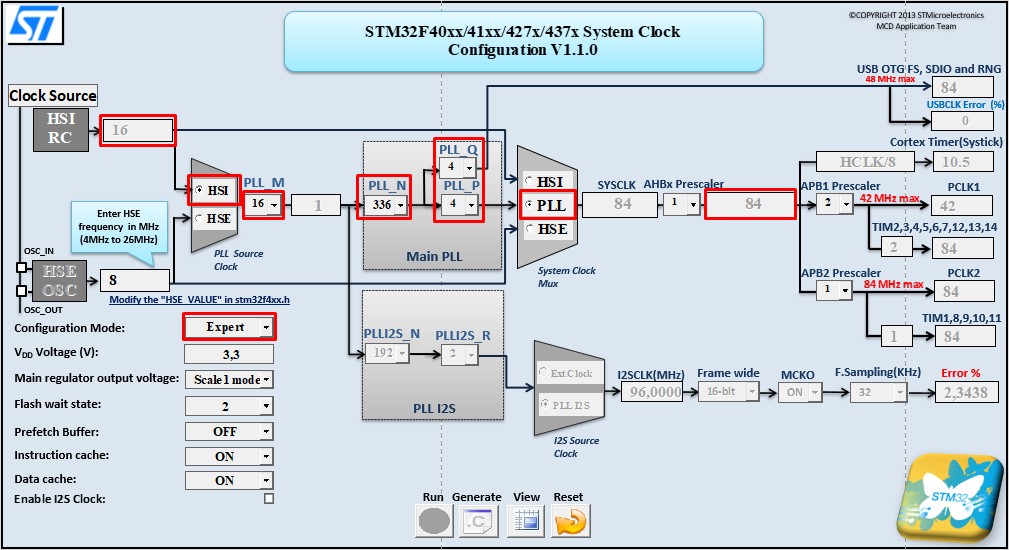 ST
STM32F40xx/41xx/427x/437x System Clock
Configuration V1.1.0
©COPYRIGHT 2013 STMicroelectronics
MCD Application Team
USB OTG FS, SDIO and RNG
48 MHz max
84
USBCLK Error (%)
0
Clock Source
HSI
RC
16
Cortex Timer(Systick)
HCLK/8
10.5
PLL_Q
4
PLL_M
16
1
PLL_N
336
PLL_P
4
Main PLL
HSI
HSE
PLL Source
Clock
HSI
PLL
HSE
System Clock
Mux
SYSCLK
84
AHBx Prescaler
1
84
APB1 Prescaler
2
42 MHz max
PCLK1
42
TIM2,3,4,5,6,7,12,13,14
2
84
APB2 Prescaler
1
84 MHz max
PCLK2
84
TIM1,8,9,10,11
1
84
Enter HSE
frequency in MHz
(4MHz to 26MHz)
OSC_IN
HSE
OSC
8
OSC_OUT
Modify the "HSE_VALUE" in stm32f4xx.h
Configuration Mode:
Expert
VDD Voltage (V):
3,3
Main regulator output voltage:
Scale1 mode
Flash wait state:
2
Prefetch Buffer:
OFF
Instruction cache:
ON
Data cache:
ON
Enable I2S Clock:
PLLI2S_N
192
PLLI2S_R
2
PLL I2S
Ext.Clock
PLL I2S
I2S Source
Clock
I2SCLK(MHz)
96,0000
Frame wide
16-bit
MCKO
ON
F.Sampling(KHz)
32
Error %
2,3438
Run
Generate
View
Reset
.C
STM32